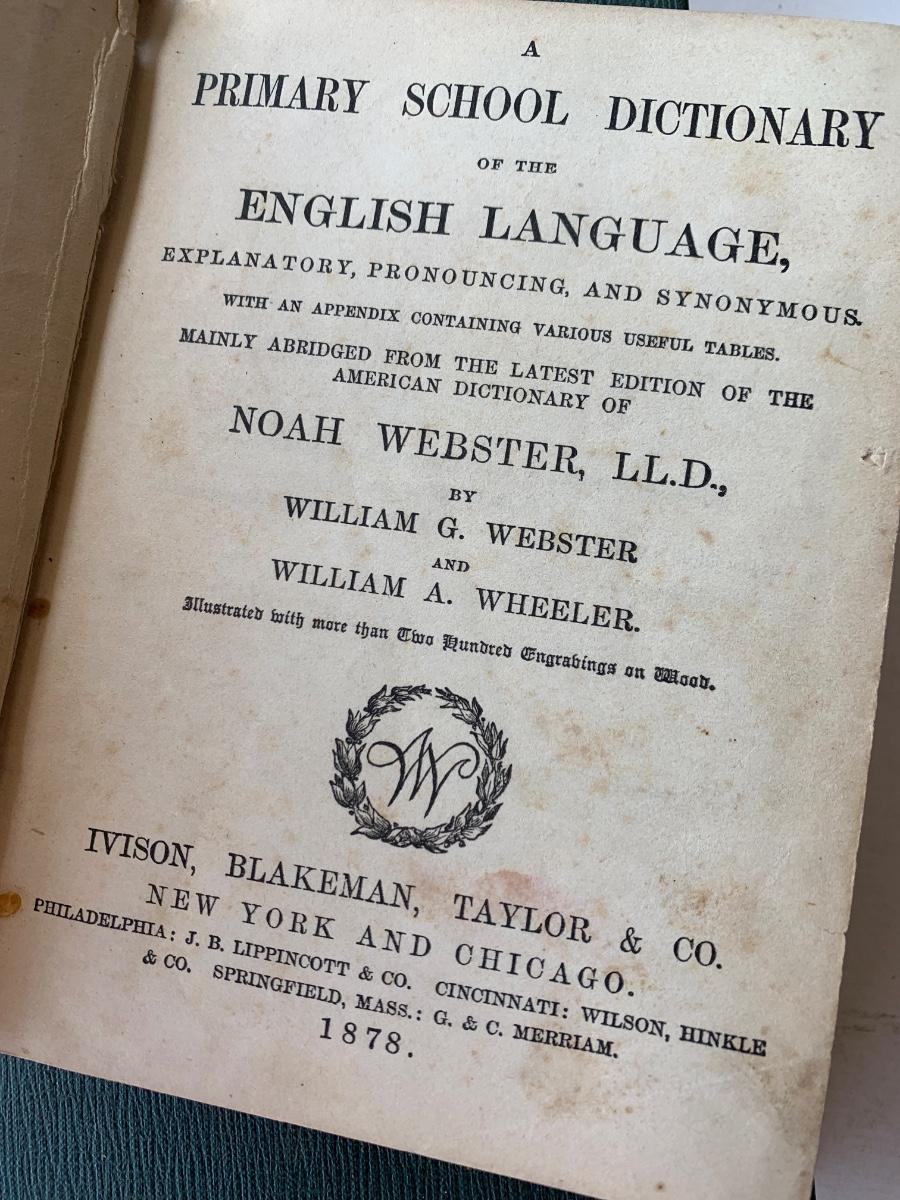 A
PRIMARY SCHOOL DICTIONARY
OF THE
ENGLISH LANGUAGE,
EXPLANATORY, PRONOUNCING, AND SYNONYMOUS.
WITH AN APPENDIX CONTAINING VARIOUS USEFUL TABLES.
MAINLY ABRIDGED FROM THE LATEST EDITION OF THE
AMERICAN DICTIONARY OF
NOAH WEBSTER, LL.D.,
BY
WILLIAM G. WEBSTER
AND
WILLIAM A. WHEELER.
Illustrated with more than Two Hundred Engravings on Wood.
W
IVISON, BLAKEMAN, TAYLOR & CO.
NEW YORK AND CHICAGO.
PHILADELPHIA: J. B. LIPPINCOTT & CO. CINCINNATI: WILSON, HINKLE
& CO. SPRINGFIELD, MASS.: G. & C. MERRIAM.
1878.